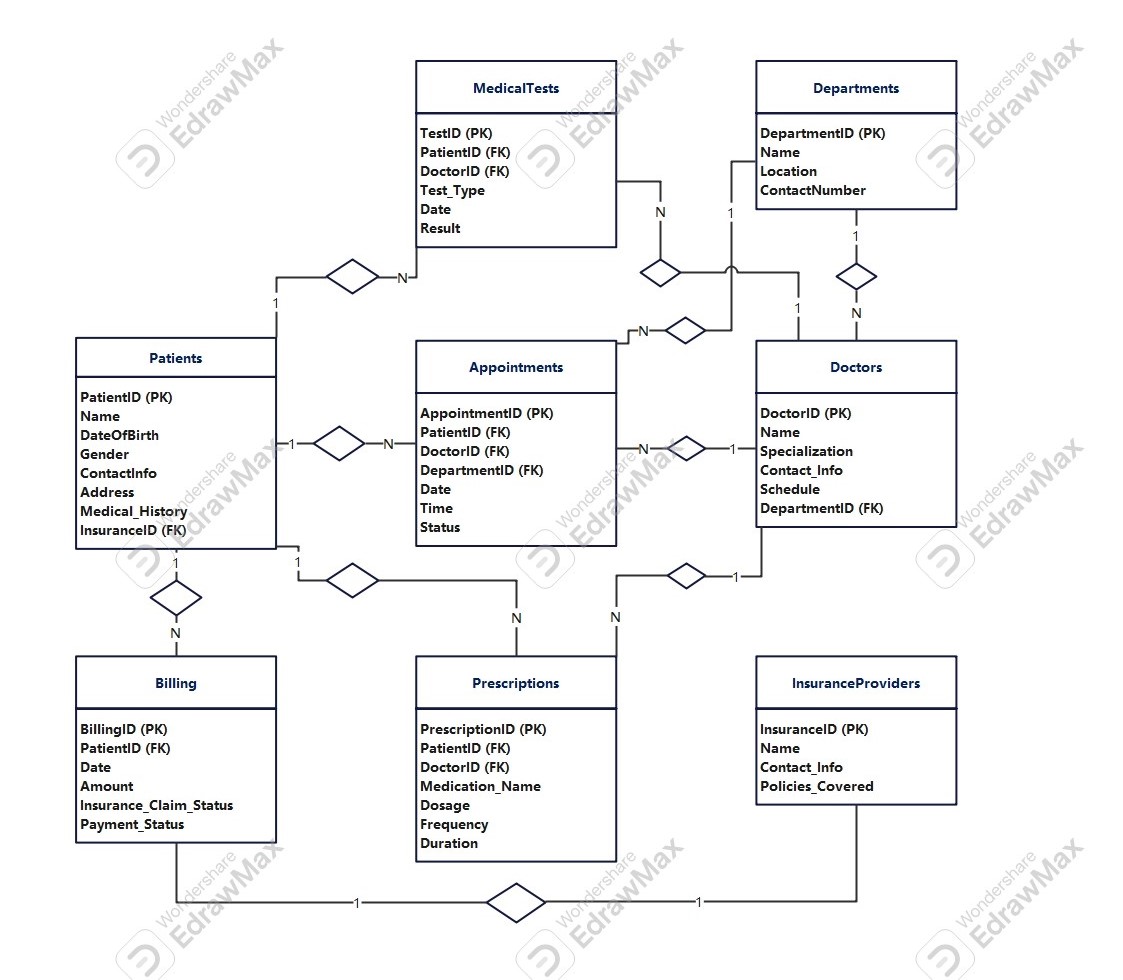 MedicalTests
TestID (PK)
PatientID (FK)
DoctorID (FK)
Test_Type
Date
Result
Departments
DepartmentID (PK)
Name
Location
ContactNumber
N
1
1
N
1
N
1
N
Patients
PatientID (PK)
Name
DateOfBirth
Gender
ContactInfo
Address
Medical_History
InsuranceID (FK)
1
N
Appointments
AppointmentID (PK)
PatientID (FK)
DoctorID (FK)
DepartmentID (FK)
Date
Time
Status
N
1
Doctors
DoctorID (PK)
Name
Specialization
Contact_Info
Schedule
DepartmentID (FK)
1
N
1
N
1
N
Billing
BillingID (PK)
PatientID (FK)
Date
Amount
Insurance_Claim_Status
Payment_Status
Prescriptions
PrescriptionID (PK)
PatientID (FK)
DoctorID (FK)
Medication_Name
Dosage
Frequency
Duration
InsuranceProviders
InsuranceID (PK)
Name
Contact_Info
Policies_Covered
1
1
Wondershare
EdrawMax
Wondershare
EdrawMax
Wondershare
EdrawMax
Wondershare
EdrawMax
Wondershare
EdrawMax
Wondershare
EdrawMax
Wondershare
EdrawMax
Wondershare
EdrawMax
Wondershare
EdrawMax